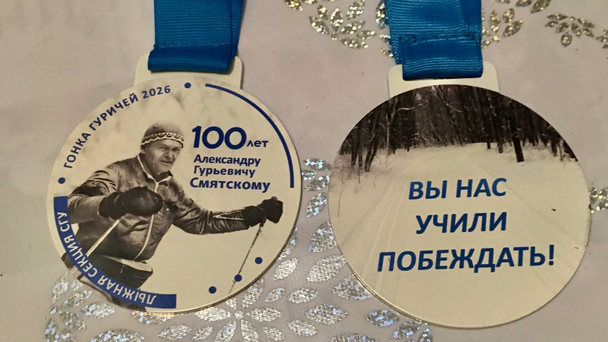 ГОНКА ГУРИЧЕЙ 2026
100 ЛЕТ
Александру
Гурьевичу
Смятскому
ЛЫЖНАЯ СЕКЦИЯ СГУ
ВЫ НАС
УЧИЛИ
ПОБЕЖДАТЬ!